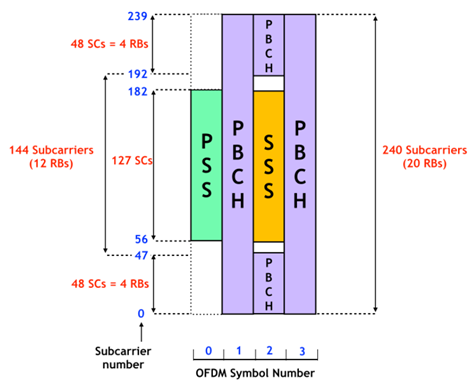 239
48 SCs = 4 RBs
192
182
144 Subcarriers
(12 RBs)
127 SCs
56
47
48 SCs = 4 RBs
0
Subcarrier
number
PSS
PBCH
PBCH
SSS
PBCH
PBCH
240 Subcarriers
(20 RBs)
0 1 2 3
OFDM Symbol Number